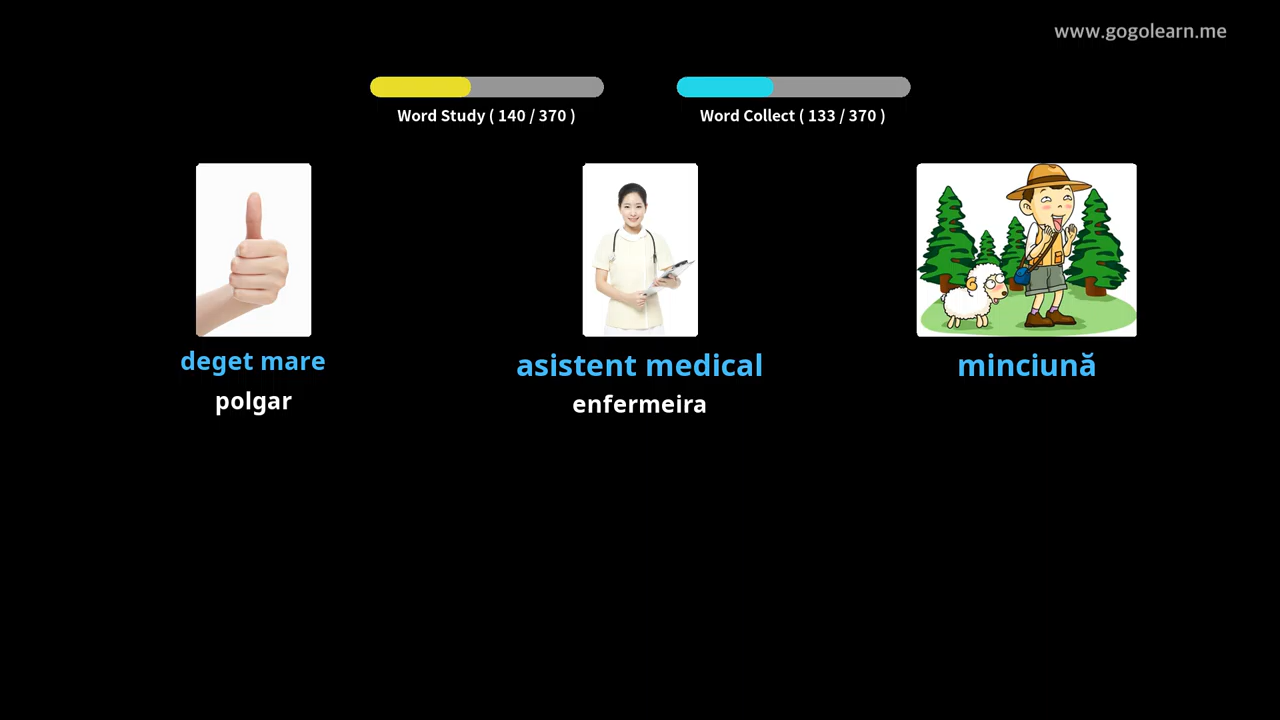 www.gogolearn.me
Word Study ( 140 / 370 )
Word Collect ( 133 / 370 )
deget mare
polgar
asistent medical
enfermeira
minciună